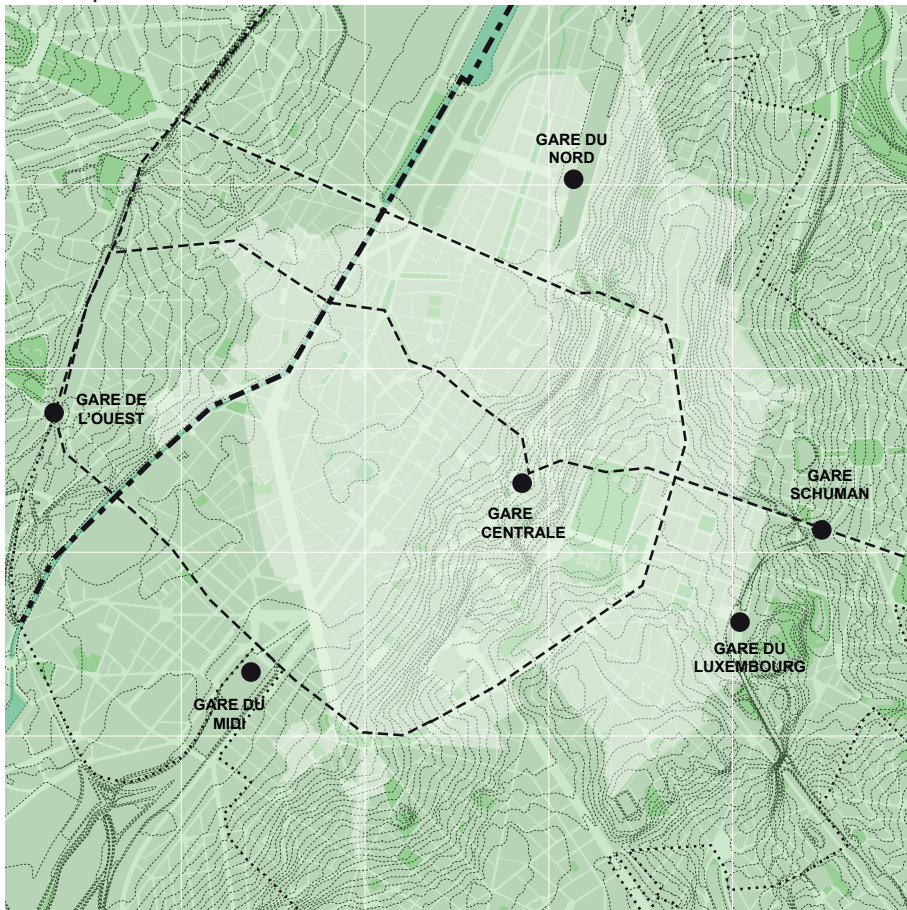 GARE DU
NORD
GARE DE
L'OUEST
GARE
SCHUMAN
GARE
CENTRALE
GARE DU
LUXEMBOURG
GARE DU
MIDI